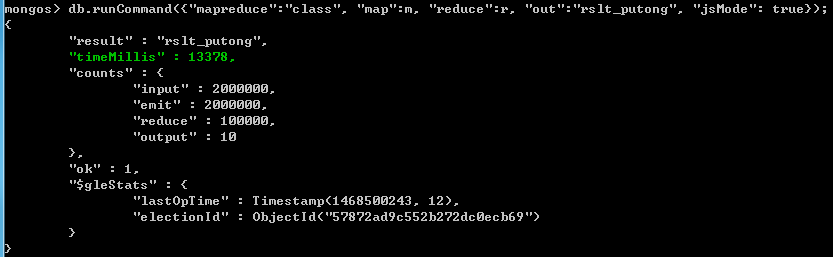 mongos> db.runCommand({"mapreduce":"class", "map":m, "reduce":r, "out":"rslt_putong", "jsMode": true});
{
"result" : "rslt_putong",
"timeMillis" : 13378,
"counts" : {
"input" : 2000000,
"emit" : 2000000,
"reduce" : 100000,
"output" : 10
},
"ok" : 1,
"$gleStats" : {
"lastOpTime" : Timestamp(1468500243, 12),
"electionId" : ObjectId("57872ad9c552b272dc0ecb69")
}
}